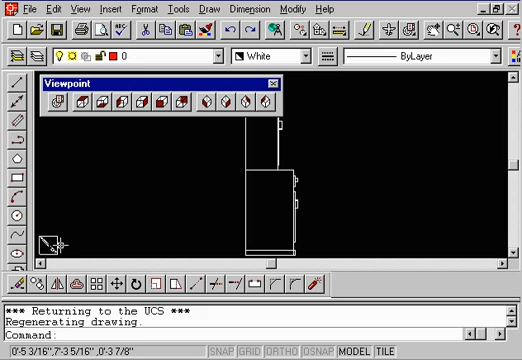 File Edit View Insert Format Tools Draw Dimension Modify Help
ABC
0 White ByLayer
Viewpoint
*** Returning to the UCS ***
Regenerating drawing.
Command:
0'-5 3/16",7'-3 5/16" ,0'-3 7/8" SNAP GRID ORTHO OSNAP MODEL TILE